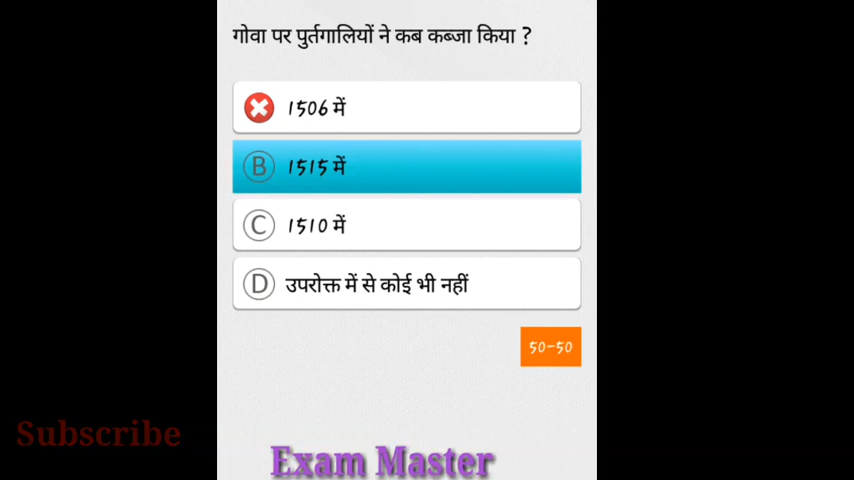 गोवा पर पुर्तगालियों ने कब कब्जा किया ?
1506 में
B 1515 में
C 1510 में
D उपरोक्त में से कोई भी नहीं
50-50
Subscribe
Exam Master